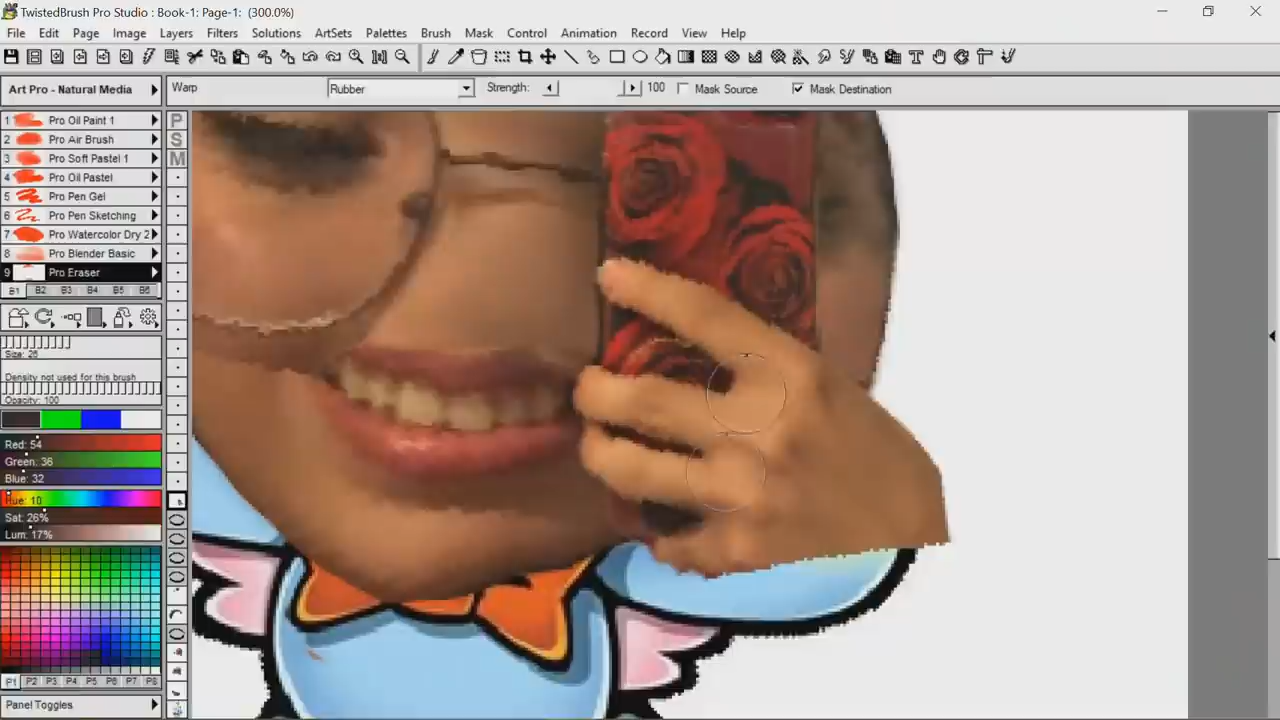 TwistedBrush Pro Studio : Book-1: Page-1: (300.0%)
File Edit Page Image Layers Filters Solutions ArtSets Palettes Brush Mask Control Animation Record View Help
Art Pro - Natural Media Warp Rubber Strength: 100 Mask Source Mask Destination
1 Pro Oil Paint 1 P
2 Pro Air Brush S
3 Pro Soft Pastel 1 M
4 Pro Oil Pastel
5 Pro Pen Gel
6 Pro Pen Sketching
7 Pro Watercolor Dry 2
8 Pro Blender Basic
9 Pro Eraser
B1 B2 B3 B4 B5 B6
Size: 26
Density not used for this brush
Opacity: 100
Red: 54
Green: 36
Blue: 32
Hue: 10
Sat: 26%
Lum: 17%
P1 P2 P3 P4 P5 P6 P7 P8
Panel Toggles